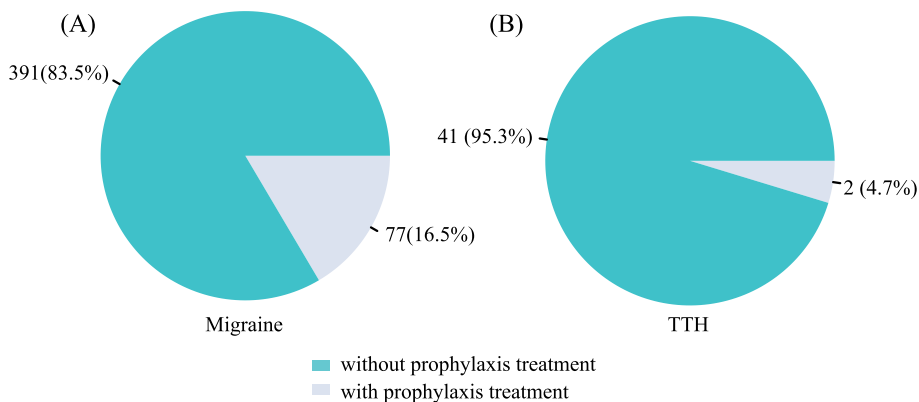 (A)
391(83.5%)
77(16.5%)
Migraine
(B)
41 (95.3%)
2 (4.7%)
TTH
without prophylaxis treatment
with prophylaxis treatment